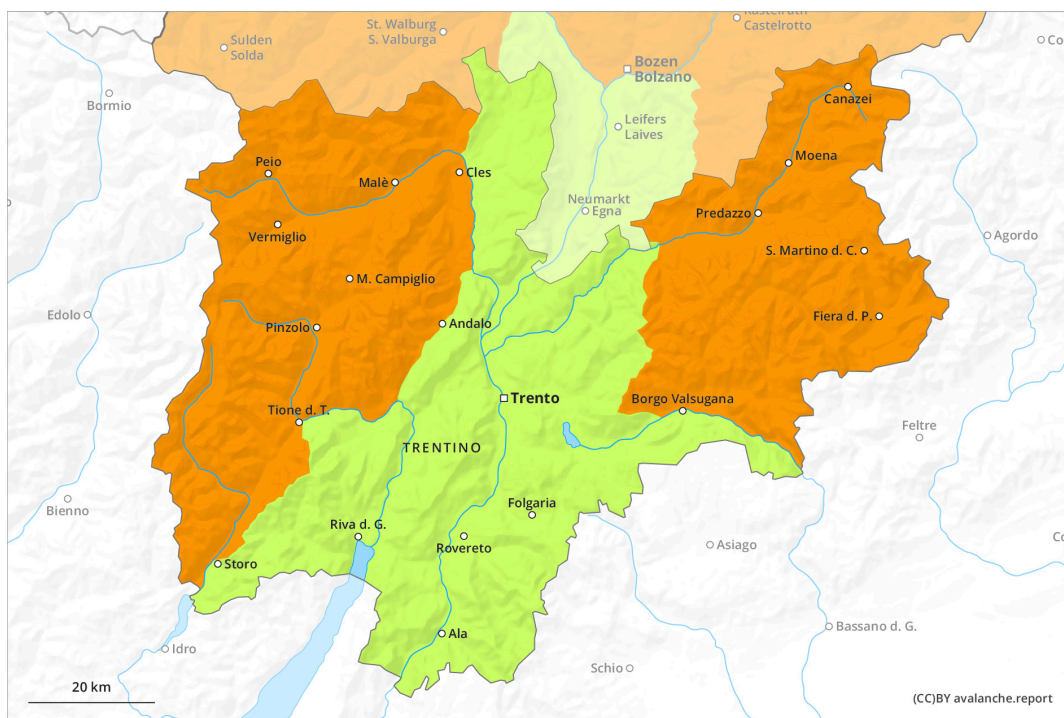 St. Walburg
S. Valburga
Kastelruth
Castelrotto
Sulden
Solda
Bozen
Bolzano
Bormio
Canazei
Leifers
Laives
Moena
Peio
Malè
Cles
Neumarkt
Egna
Predazzo
Vermiglio
Agordo
S. Martino d. C.
M. Campiglio
Edolo
Pinzolo
Andalo
Fiera d. P.
Trento
Borgo Valsugana
Tione d. T.
Feltre
TRENTINO
Bienno
Folgaria
Riva d. G.
Rovereto
Asiago
Storo
Ala
Bassano d. G.
Idro
Schio
20 km
(CC)BY avalanche.report